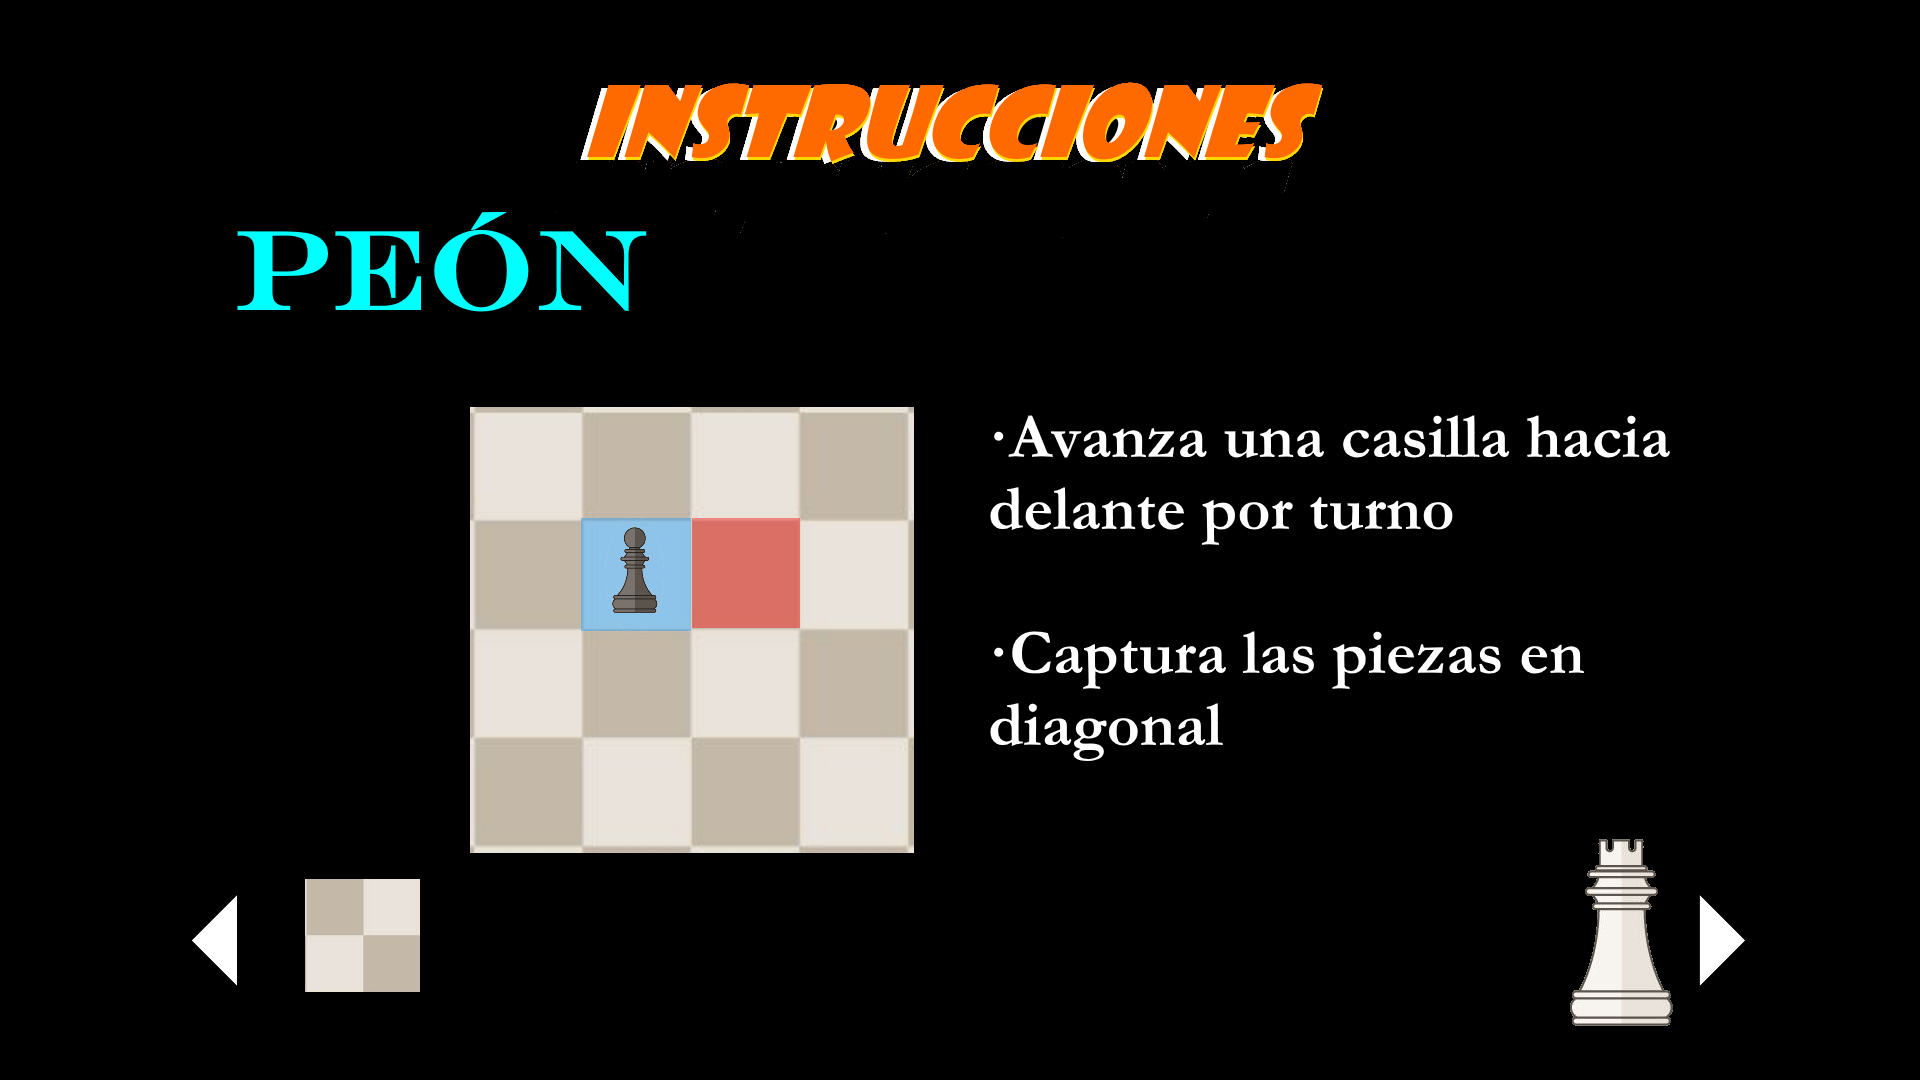 INSTRUCCIONES
PEÓN
·Avanza una casilla hacia
delante por turno
·Captura las piezas en
diagonal